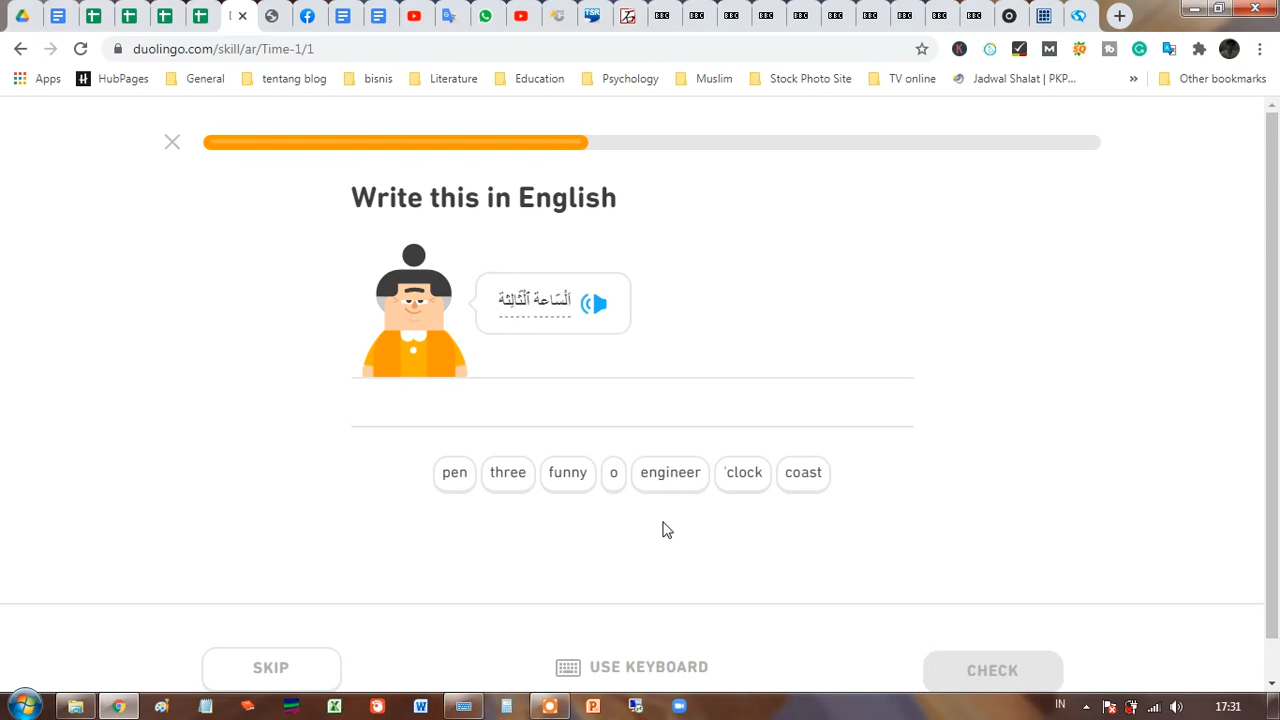 duolingo.com/skill/ar/Time-1/1
Apps HubPages General tentang blog bisnis Literature Education Psychology Muslim Stock Photo Site TV online Jadwal Shalat | PKP... » Other bookmarks
Write this in English
اَلْسّاعة اَلْثّالِثة
pen three funny o engineer 'clock coast
SKIP USE KEYBOARD CHECK
IN 17:31